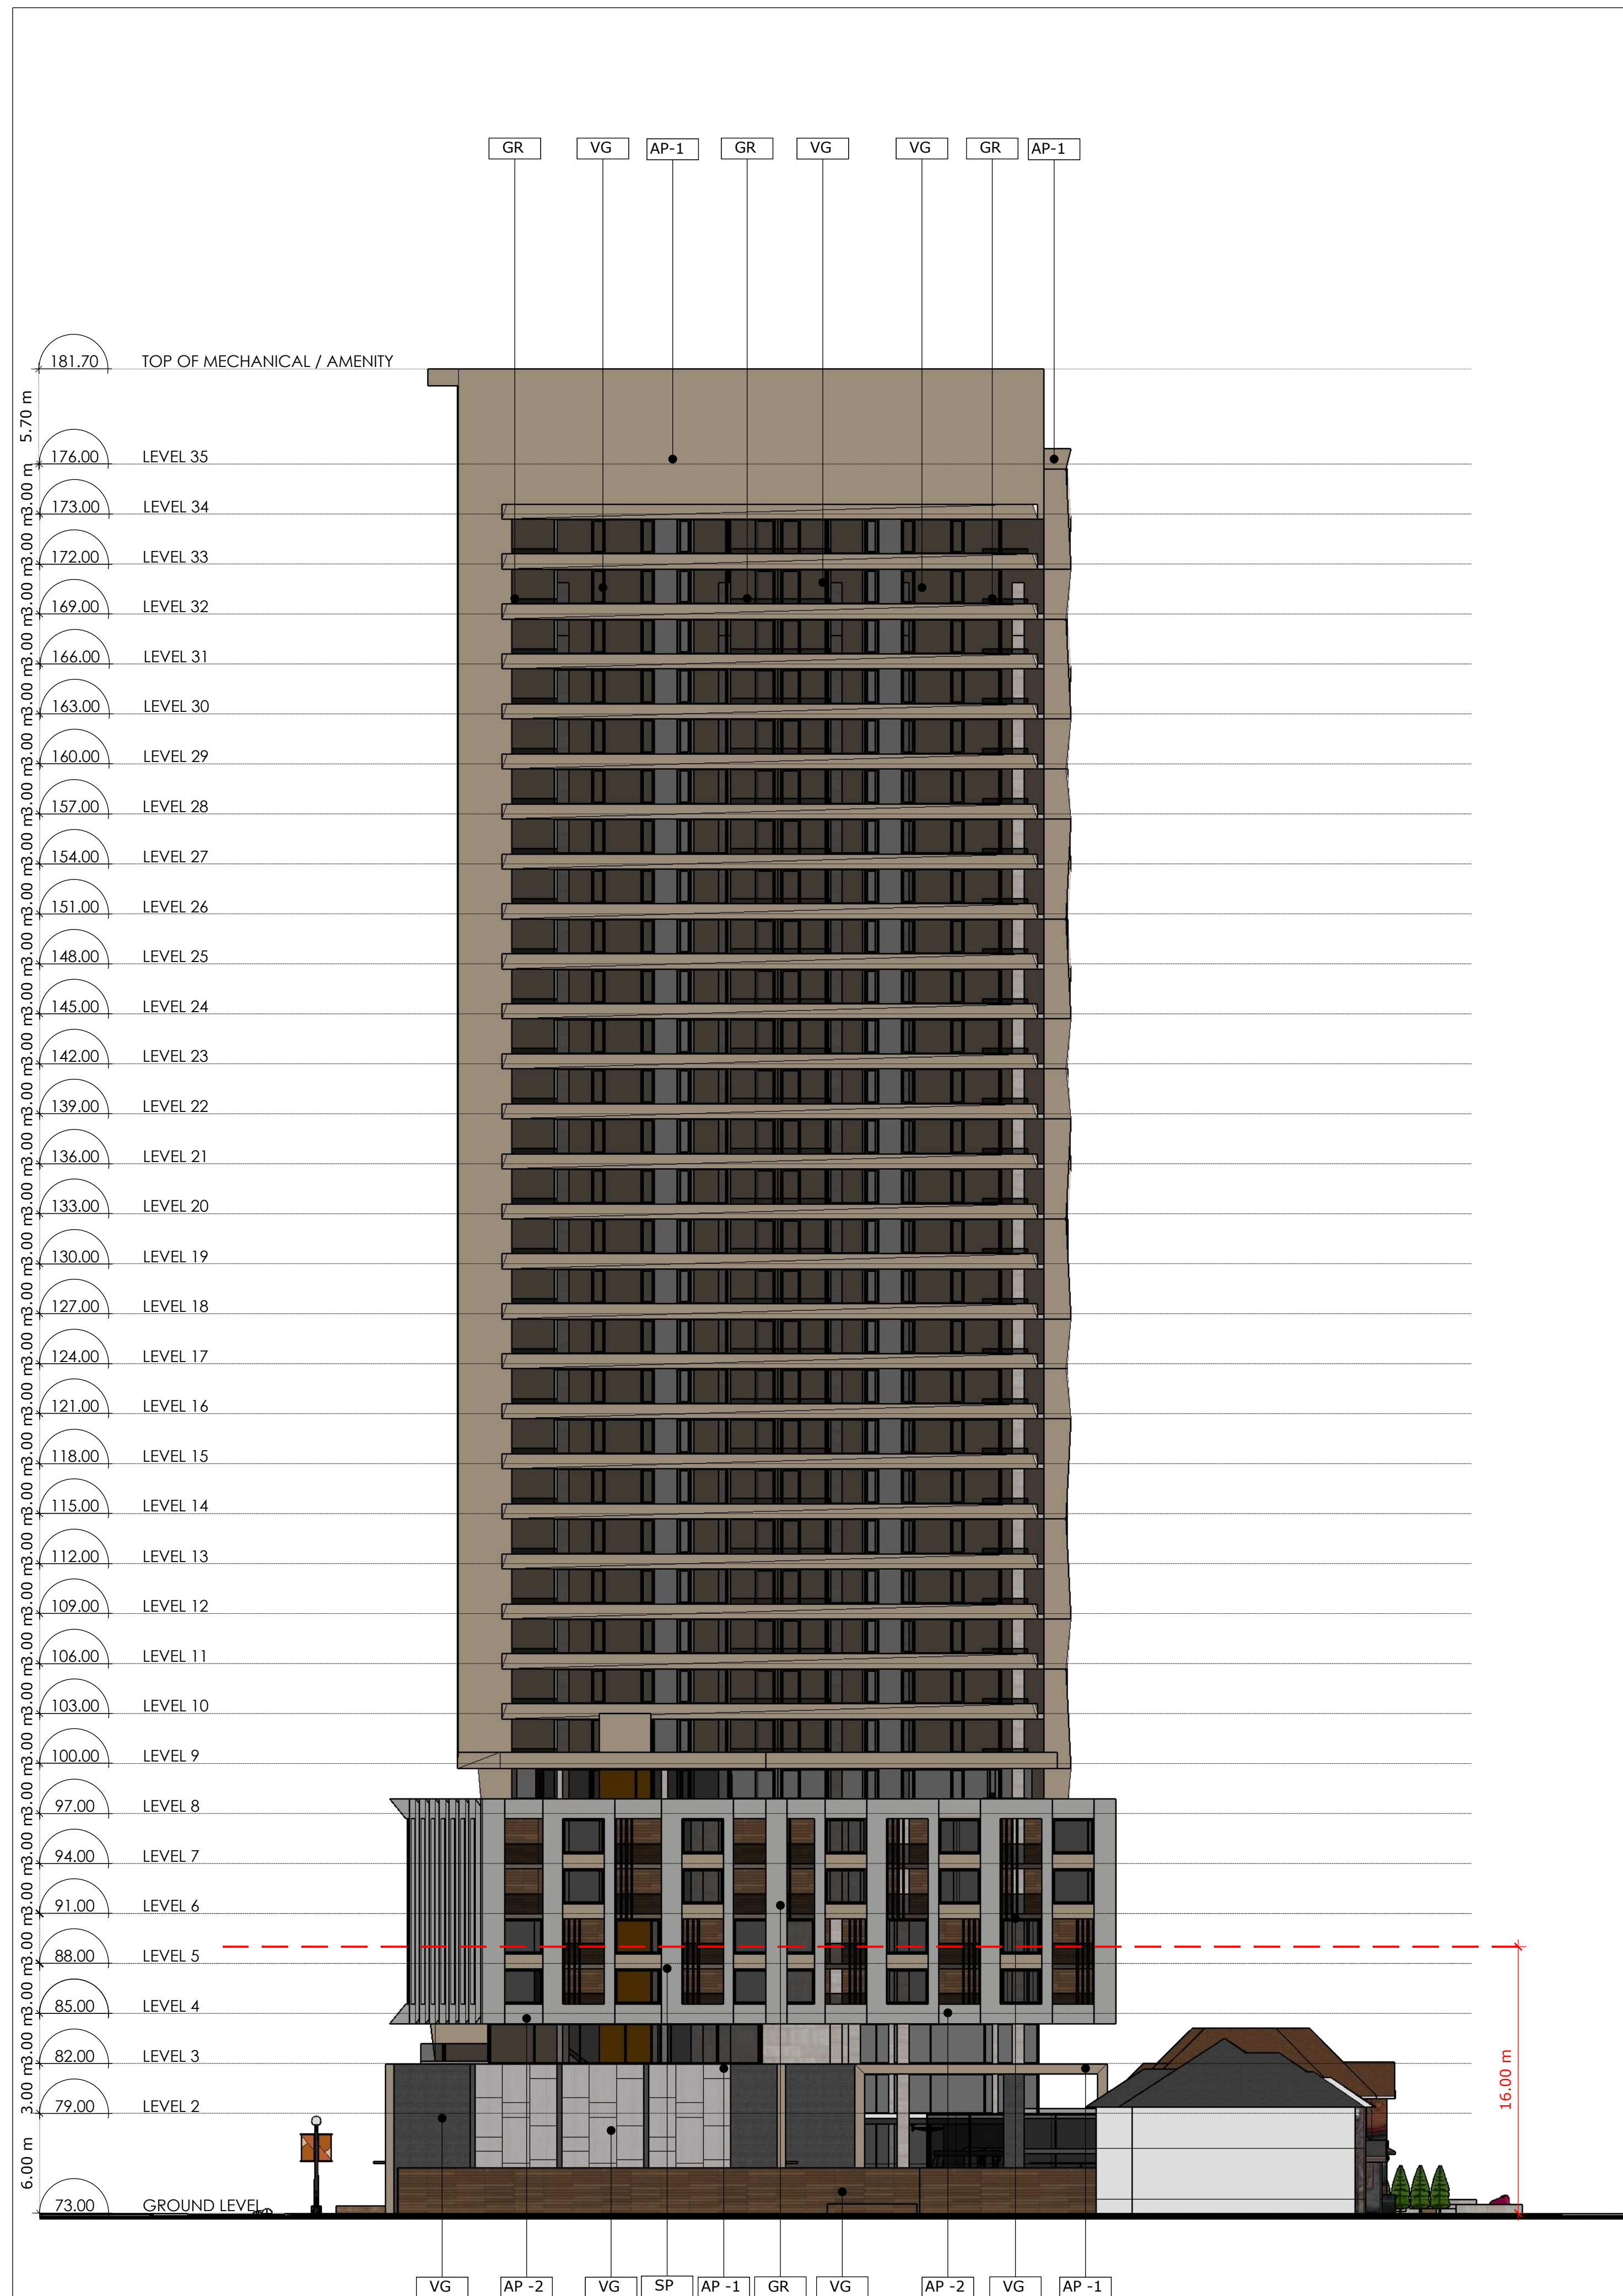 GR VG AP-1 GR VG VG GR AP-1
181.70 TOP OF MECHANICAL / AMENITY
5.70 m
176.00 LEVEL 35
3.00 m
173.00 LEVEL 34
3.00 m
172.00 LEVEL 33
3.00 m
169.00 LEVEL 32
3.00 m
166.00 LEVEL 31
3.00 m
163.00 LEVEL 30
3.00 m
160.00 LEVEL 29
3.00 m
157.00 LEVEL 28
3.00 m
154.00 LEVEL 27
3.00 m
151.00 LEVEL 26
3.00 m
148.00 LEVEL 25
3.00 m
145.00 LEVEL 24
3.00 m
142.00 LEVEL 23
3.00 m
139.00 LEVEL 22
3.00 m
136.00 LEVEL 21
3.00 m
133.00 LEVEL 20
3.00 m
130.00 LEVEL 19
3.00 m
127.00 LEVEL 18
3.00 m
124.00 LEVEL 17
3.00 m
121.00 LEVEL 16
3.00 m
118.00 LEVEL 15
3.00 m
115.00 LEVEL 14
3.00 m
112.00 LEVEL 13
3.00 m
109.00 LEVEL 12
3.00 m
106.00 LEVEL 11
3.00 m
103.00 LEVEL 10
3.00 m
100.00 LEVEL 9
3.00 m
97.00 LEVEL 8
3.00 m
94.00 LEVEL 7
3.00 m
91.00 LEVEL 6
3.00 m
88.00 LEVEL 5
3.00 m
85.00 LEVEL 4
3.00 m
82.00 LEVEL 3
3.00 m
79.00 LEVEL 2
16.00 m
6.00 m
73.00 GROUND LEVEL
VG AP -2 VG SP AP -1 GR VG AP -2 VG AP -1